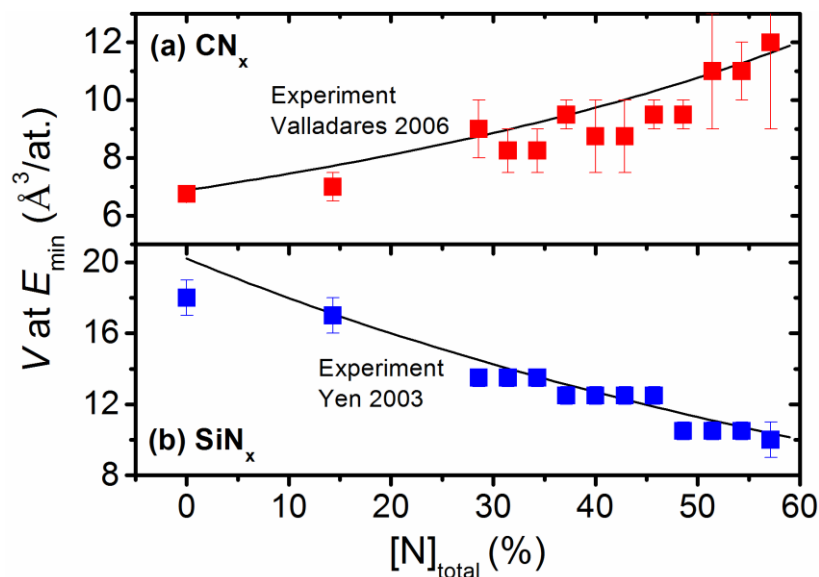 12
(a) CNₓ
10
Experiment
Valladares 2006
8
6
V at Eₘᵢₙ (Å³/at.)
20
16
Experiment
Yen 2003
12
(b) SiNₓ
8
0 10 20 30 40 50 60
[N]total (%)